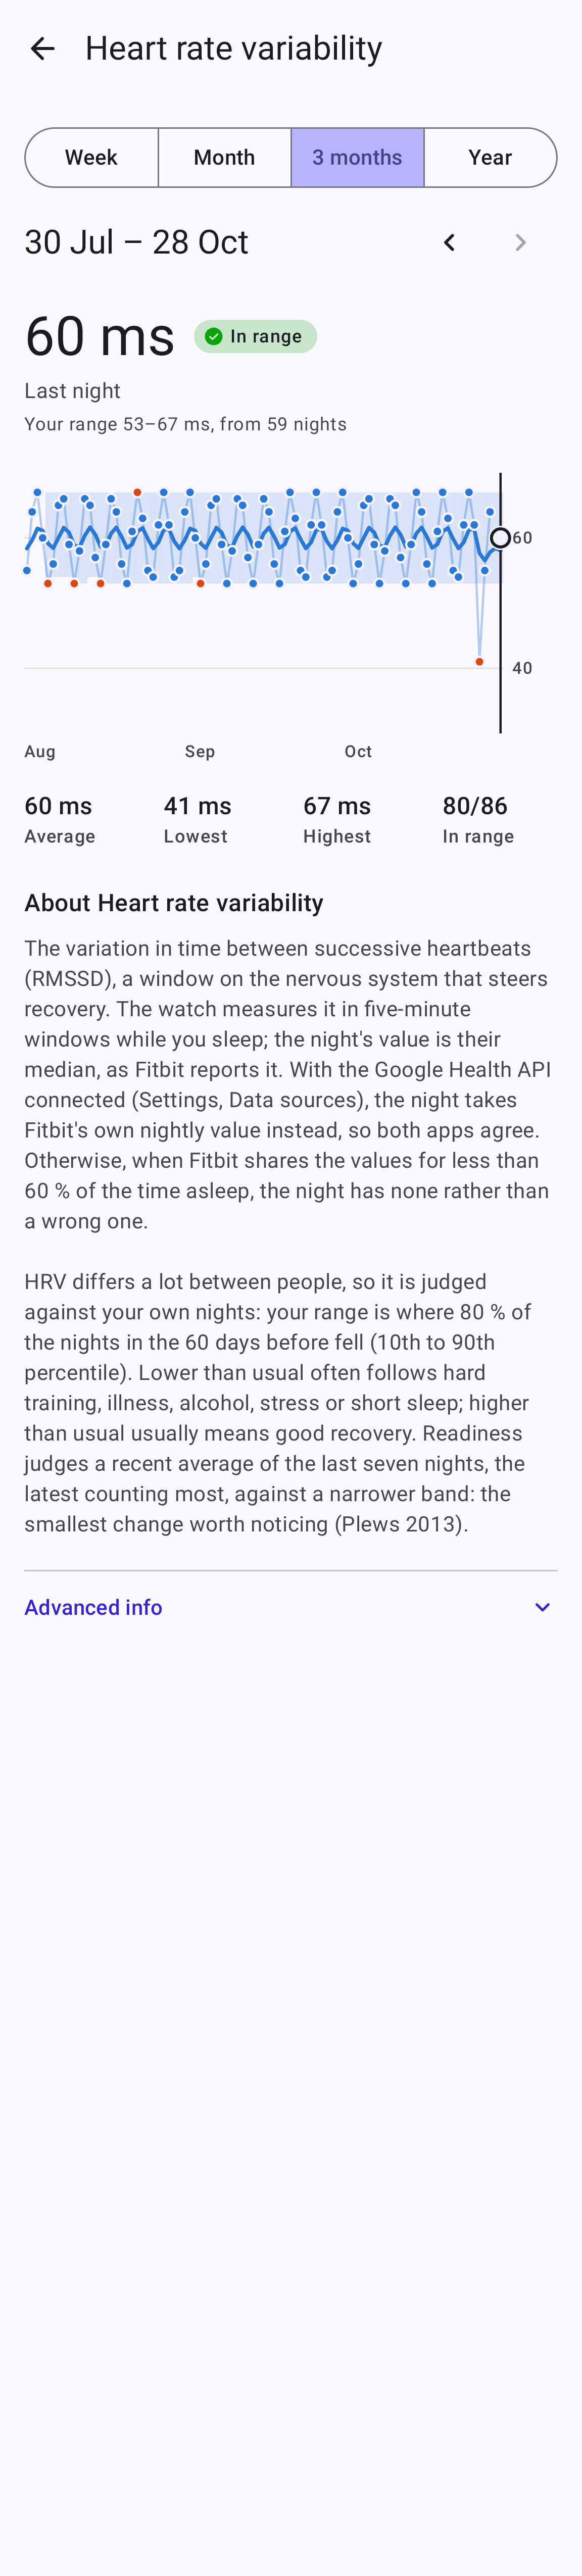 Heart rate variability
Week
Month
3 months
Year
30 Jul – 28 Oct
60 ms
In range
Last night
Your range 53–67 ms, from 59 nights
60
40
Aug
Sep
Oct
60 ms
41 ms
67 ms
80/86
Average
Lowest
Highest
In range
About Heart rate variability
The variation in time between successive heartbeats
(RMSSD), a window on the nervous system that steers
recovery. The watch measures it in five-minute
windows while you sleep; the night's value is their
median, as Fitbit reports it. With the Google Health API
connected (Settings, Data sources), the night takes
Fitbit's own nightly value instead, so both apps agree.
Otherwise, when Fitbit shares the values for less than
60 % of the time asleep, the night has none rather than
a wrong one.
HRV differs a lot between people, so it is judged
against your own nights: your range is where 80 % of
the nights in the 60 days before fell (10th to 90th
percentile). Lower than usual often follows hard
training, illness, alcohol, stress or short sleep; higher
than usual usually means good recovery. Readiness
judges a recent average of the last seven nights, the
latest counting most, against a narrower band: the
smallest change worth noticing (Plews 2013).
Advanced info